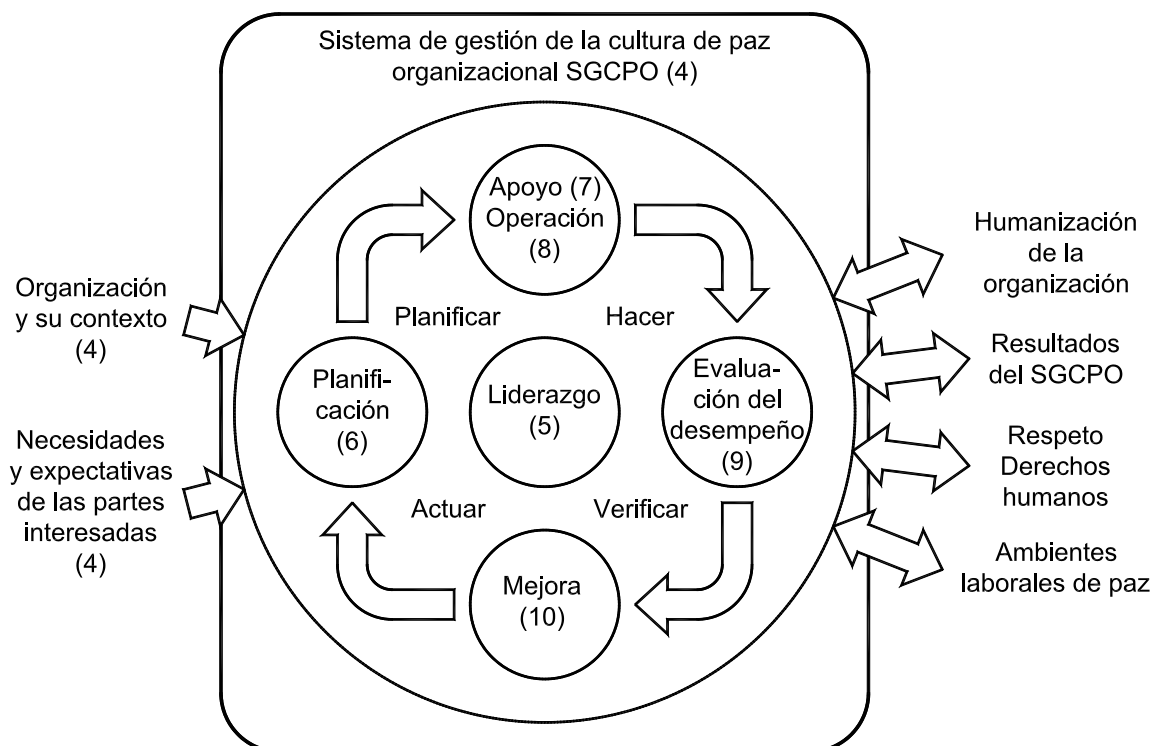 Sistema de gestión de la cultura de paz
organizacional SGCPO (4)
Organización
y su contexto
(4)
Necesidades
y expectativas
de las partes
interesadas
(4)
Apoyo (7)
Operación
(8)
Planificar
Hacer
Planifi-
cación
(6)
Liderazgo
(5)
Evalua-
ción del
desempeño
(9)
Actuar
Verificar
Mejora
(10)
Humanización
de la
organización
Resultados
del SGCPO
Respeto
Derechos
humanos
Ambientes
laborales de paz